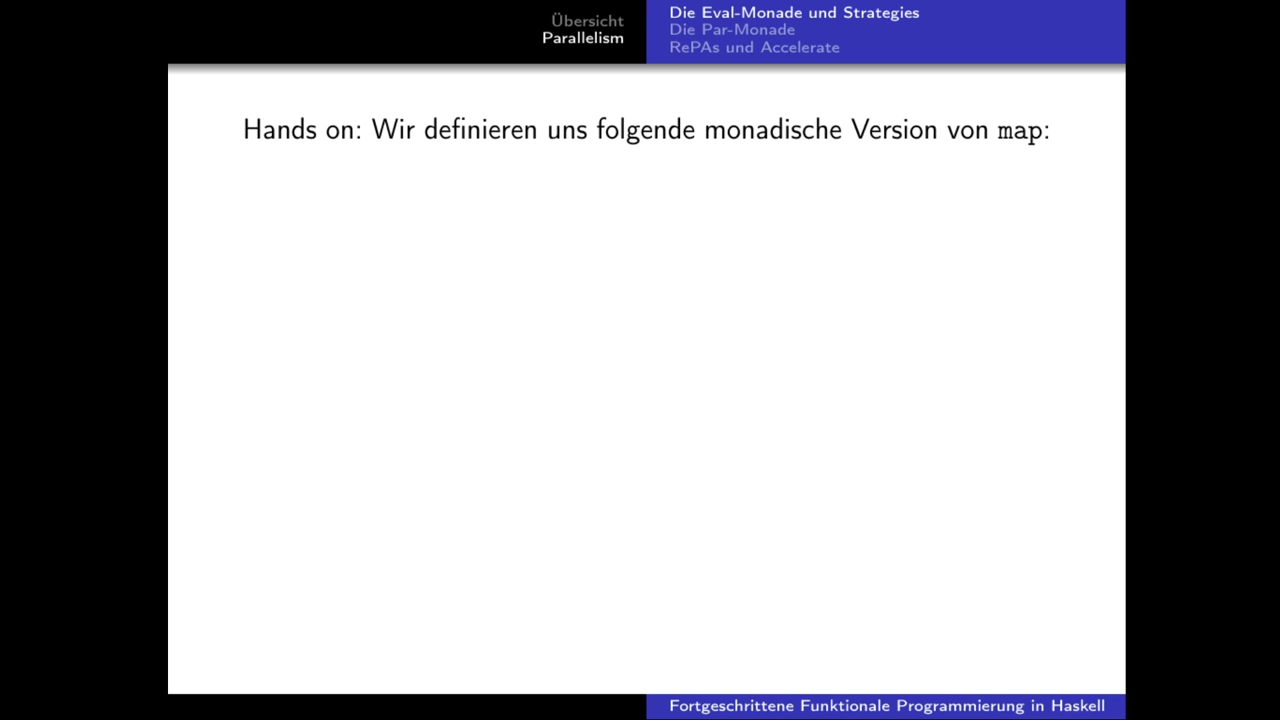 Übersicht
Parallelism
Die Eval-Monade und Strategies
Die Par-Monade
RePAs und Accelerate
Hands on: Wir definieren uns folgende monadische Version von map:
Fortgeschrittene Funktionale Programmierung in Haskell